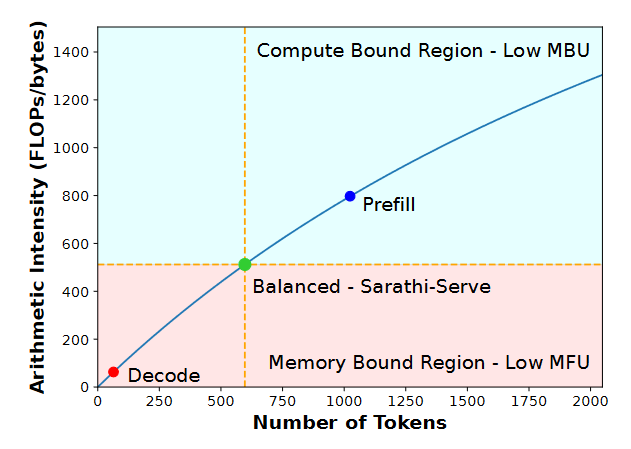 Arithmetic Intensity (FLOPs/bytes)
1400
1200
1000
800
600
400
200
0
Compute Bound Region - Low MBU
Prefill
Balanced - Sarathi-Serve
Memory Bound Region - Low MFU
Decode
0 250 500 750 1000 1250 1500 1750 2000
Number of Tokens